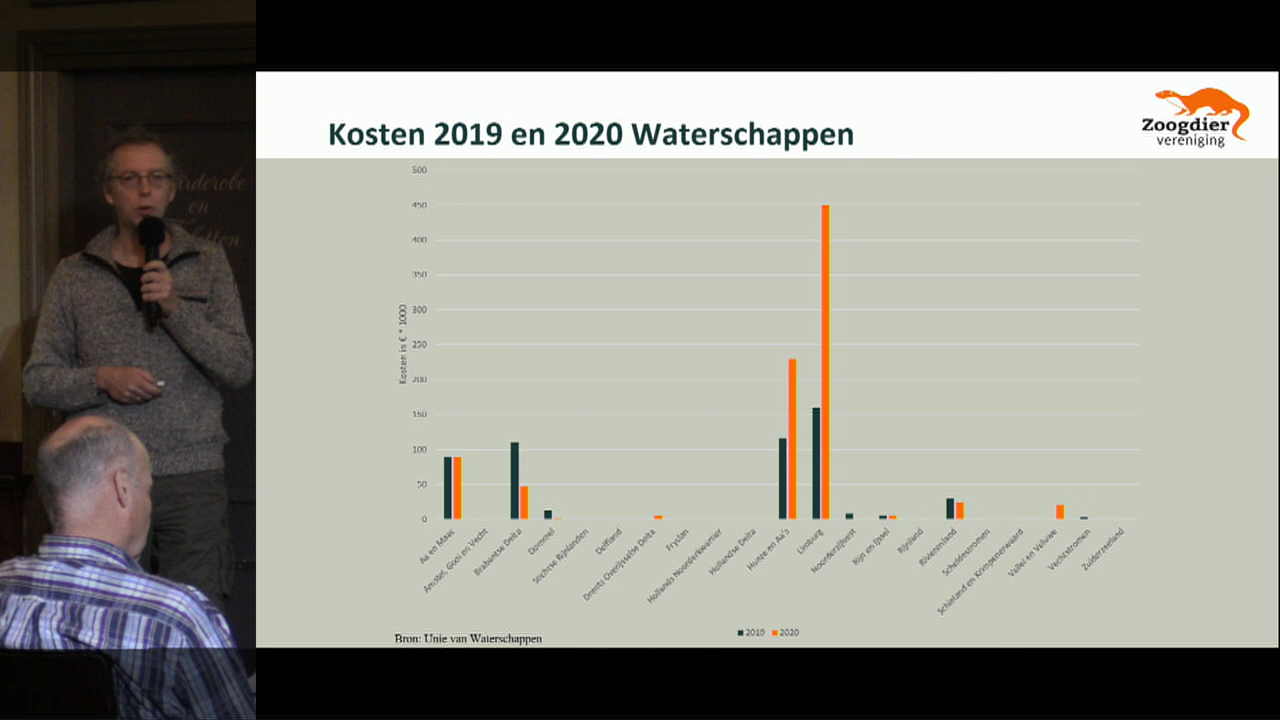 Kosten 2019 en 2020 Waterschappen
Zoogdier
vereniging
500
450
400
350
300
250
200
150
100
50
0
Kosten in € * 1000
Aa en Maas
Amstel, Gooi en Vecht
Brabantse Delta
Dommel
Stichtse Rijnlanden
Delfland
Drents Overijsselse Delta
Fryslan
Hollands Noorderkwartier
Hollandse Delta
Hunze en Aa's
Limburg
Noorderzijlvest
Rijn en IJssel
Rijnland
Rivierenland
Scheldestromen
Schieland en Krimpenerwaard
Vallei en Veluwe
Vechtstromen
Zuiderzeeland
2019 2020
Bron: Unie van Waterschappen
en